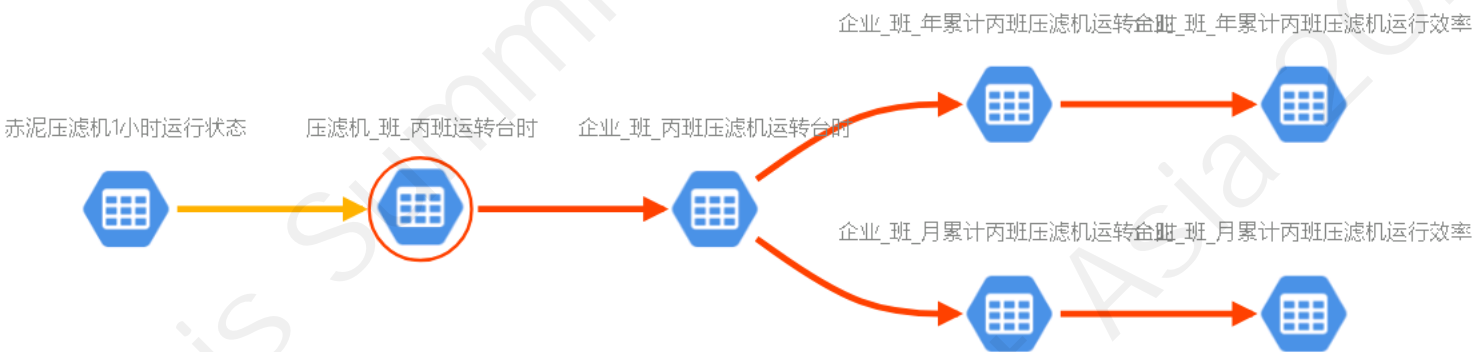 企业_班_年累计丙班压滤机运转台时
企业_班_年累计丙班压滤机运行效率
赤泥压滤机1小时运行状态
压滤机_班_丙班运转台时
企业_班_丙班压滤机运转台时
企业_班_月累计丙班压滤机运转台时
企业_班_月累计丙班压滤机运行效率
is Summ
Asia 20